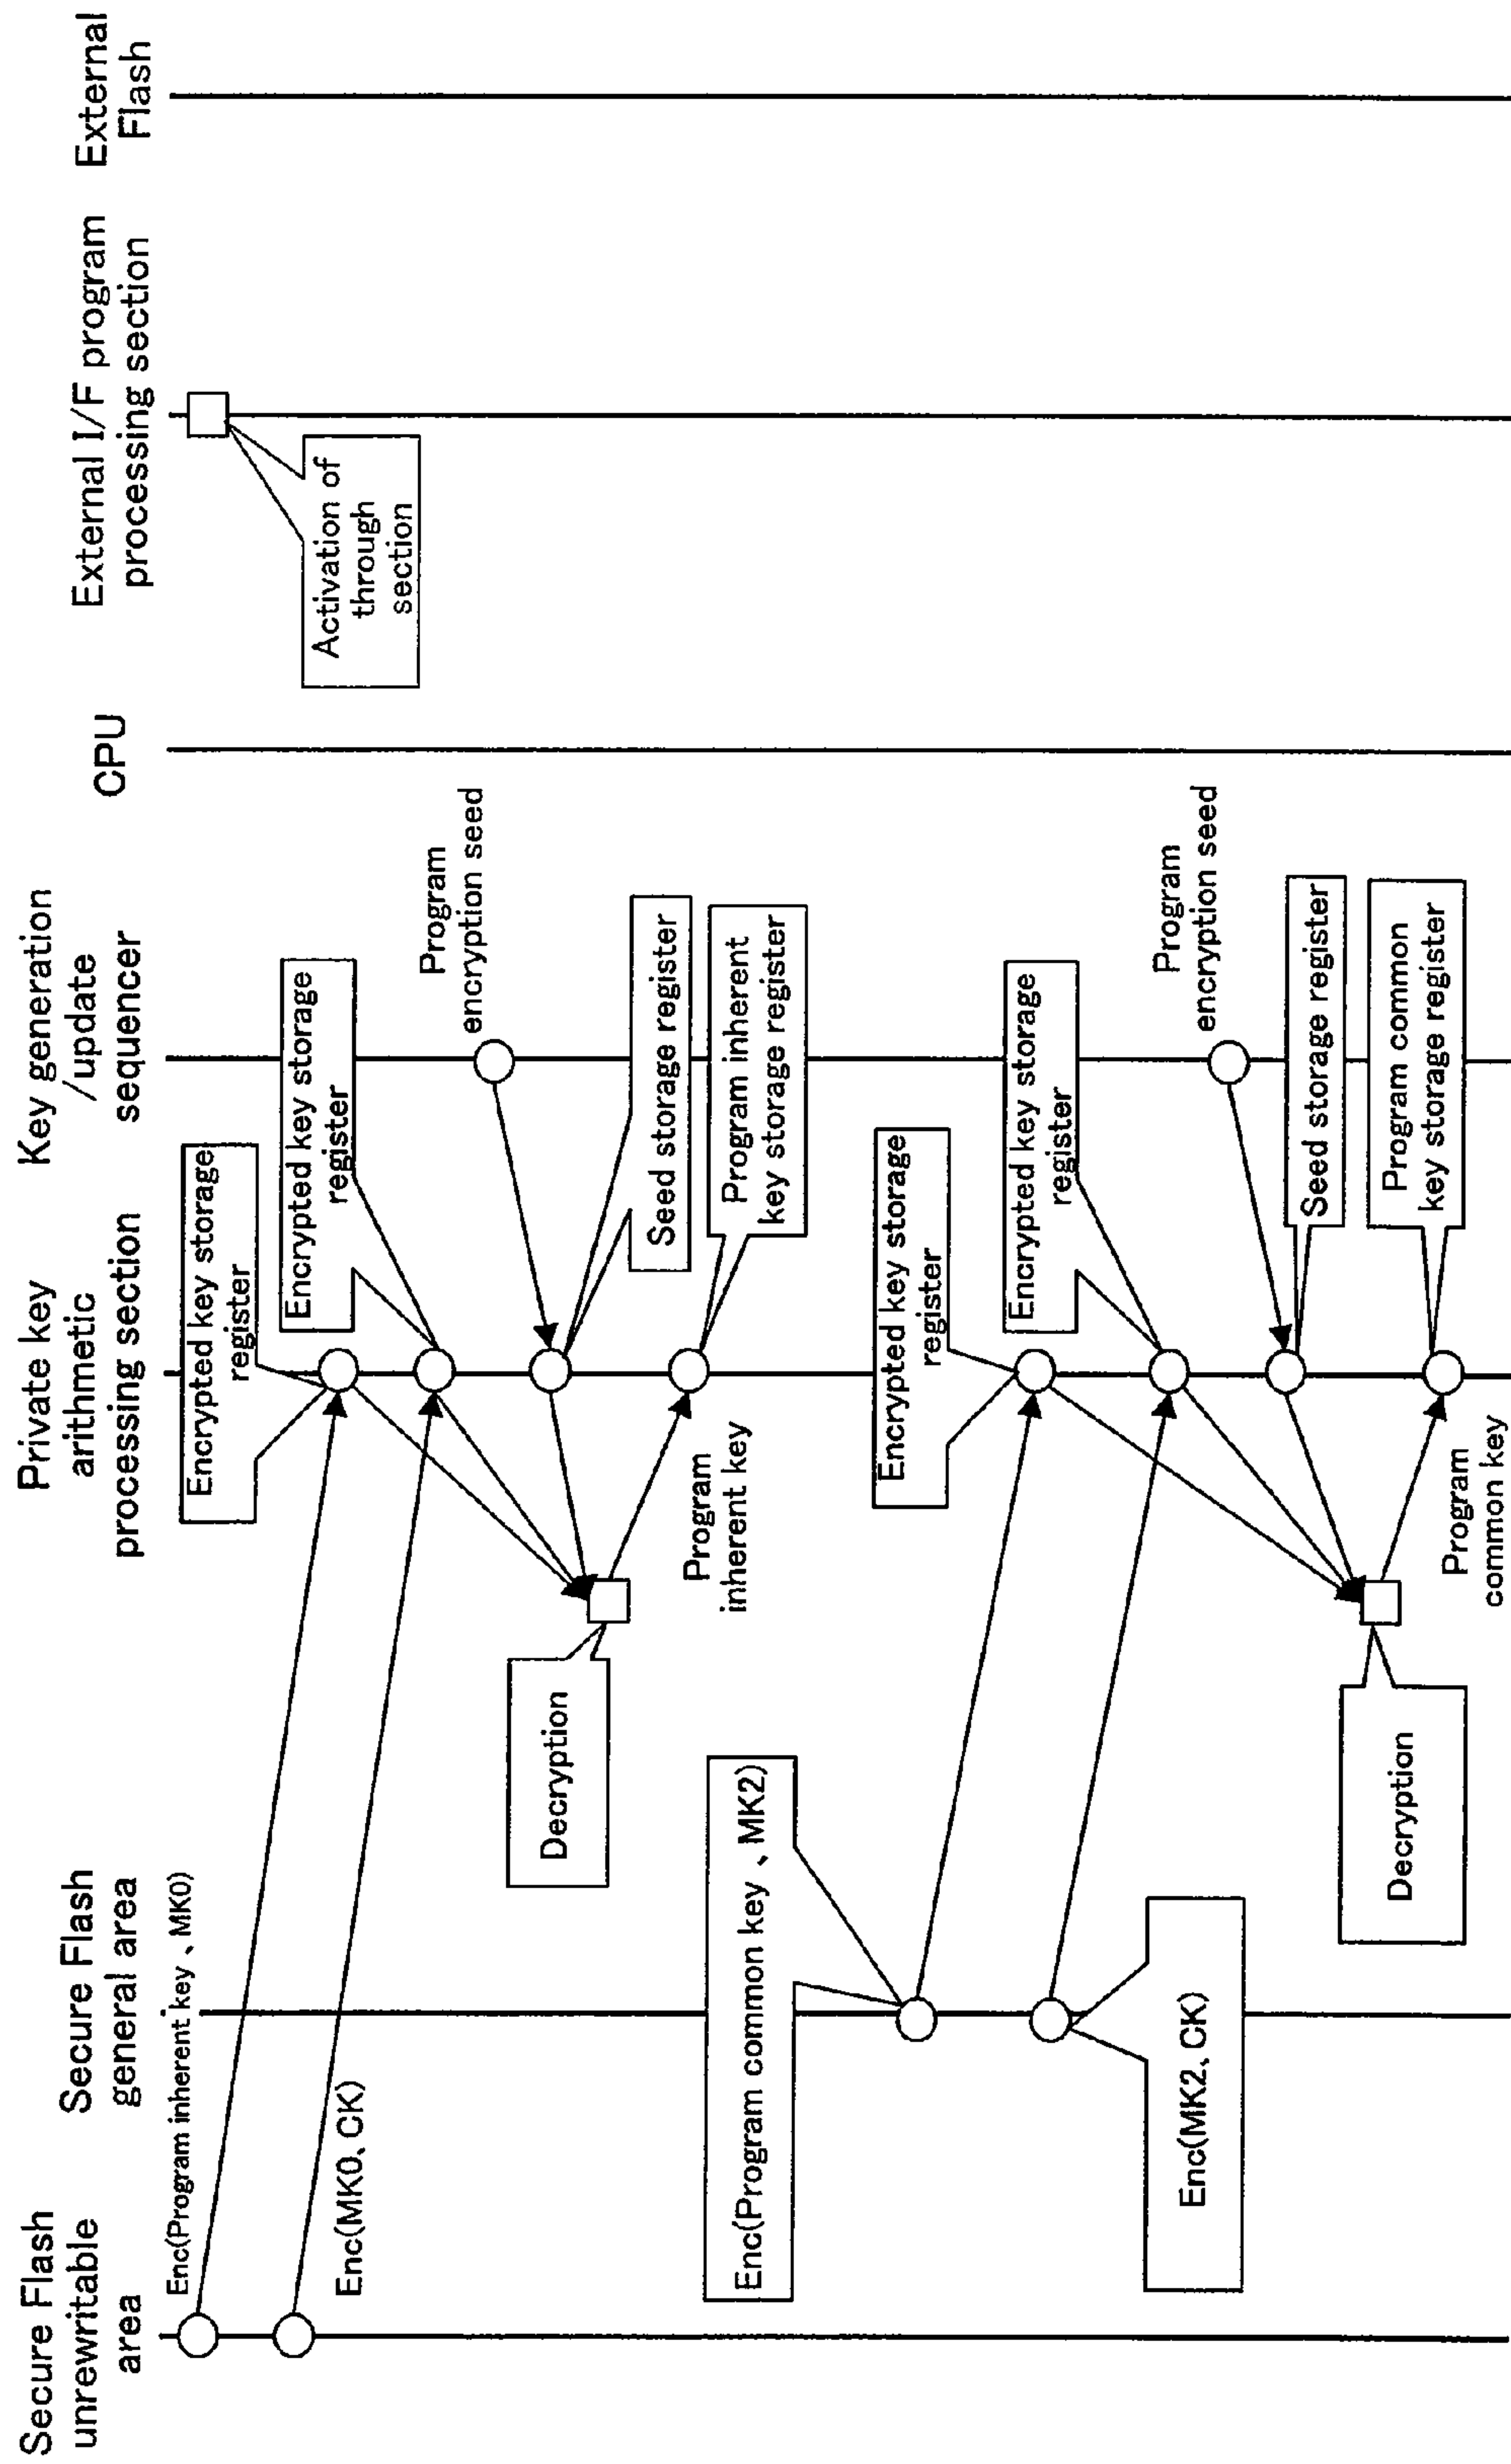 Secure Flash
unrewritable
area
Secure Flash
general area
Private key
arithmetic
processing section
Key generation
/update
sequencer
CPU
External I/F program
processing section
External
Flash
Enc(Program inherent key 、MK0)
Enc(MK0、CK)
Encrypted key storage
register
Encrypted key storage
register
Activation of
through
section
Program
encryption seed
Seed storage register
Decryption
Program
inherent key
Program inherent
key storage register
Enc(Program common key 、MK2)
Encrypted key storage
register
Enc(MK2、CK)
Encrypted key storage
register
Program
encryption seed
Seed storage register
Decryption
Program
common key
Program common
key storage register